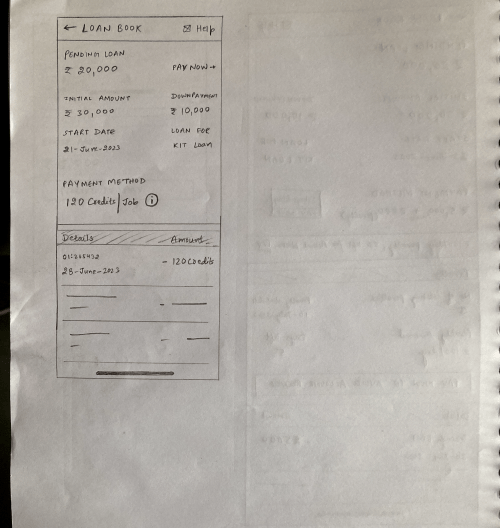 ← LOAN BOOK ✉ Help
PENDING LOAN
₹ 20,000 PAY NOW →
INITIAL AMOUNT DOWNPAYMENT
₹ 30,000 ₹ 10,000
START DATE LOAN FOR
21-June-2023 KIT Loan
PAYMENT METHOD
120 Credits/Job ⓘ
Details Amount
- 120 Credits
28-June-2023